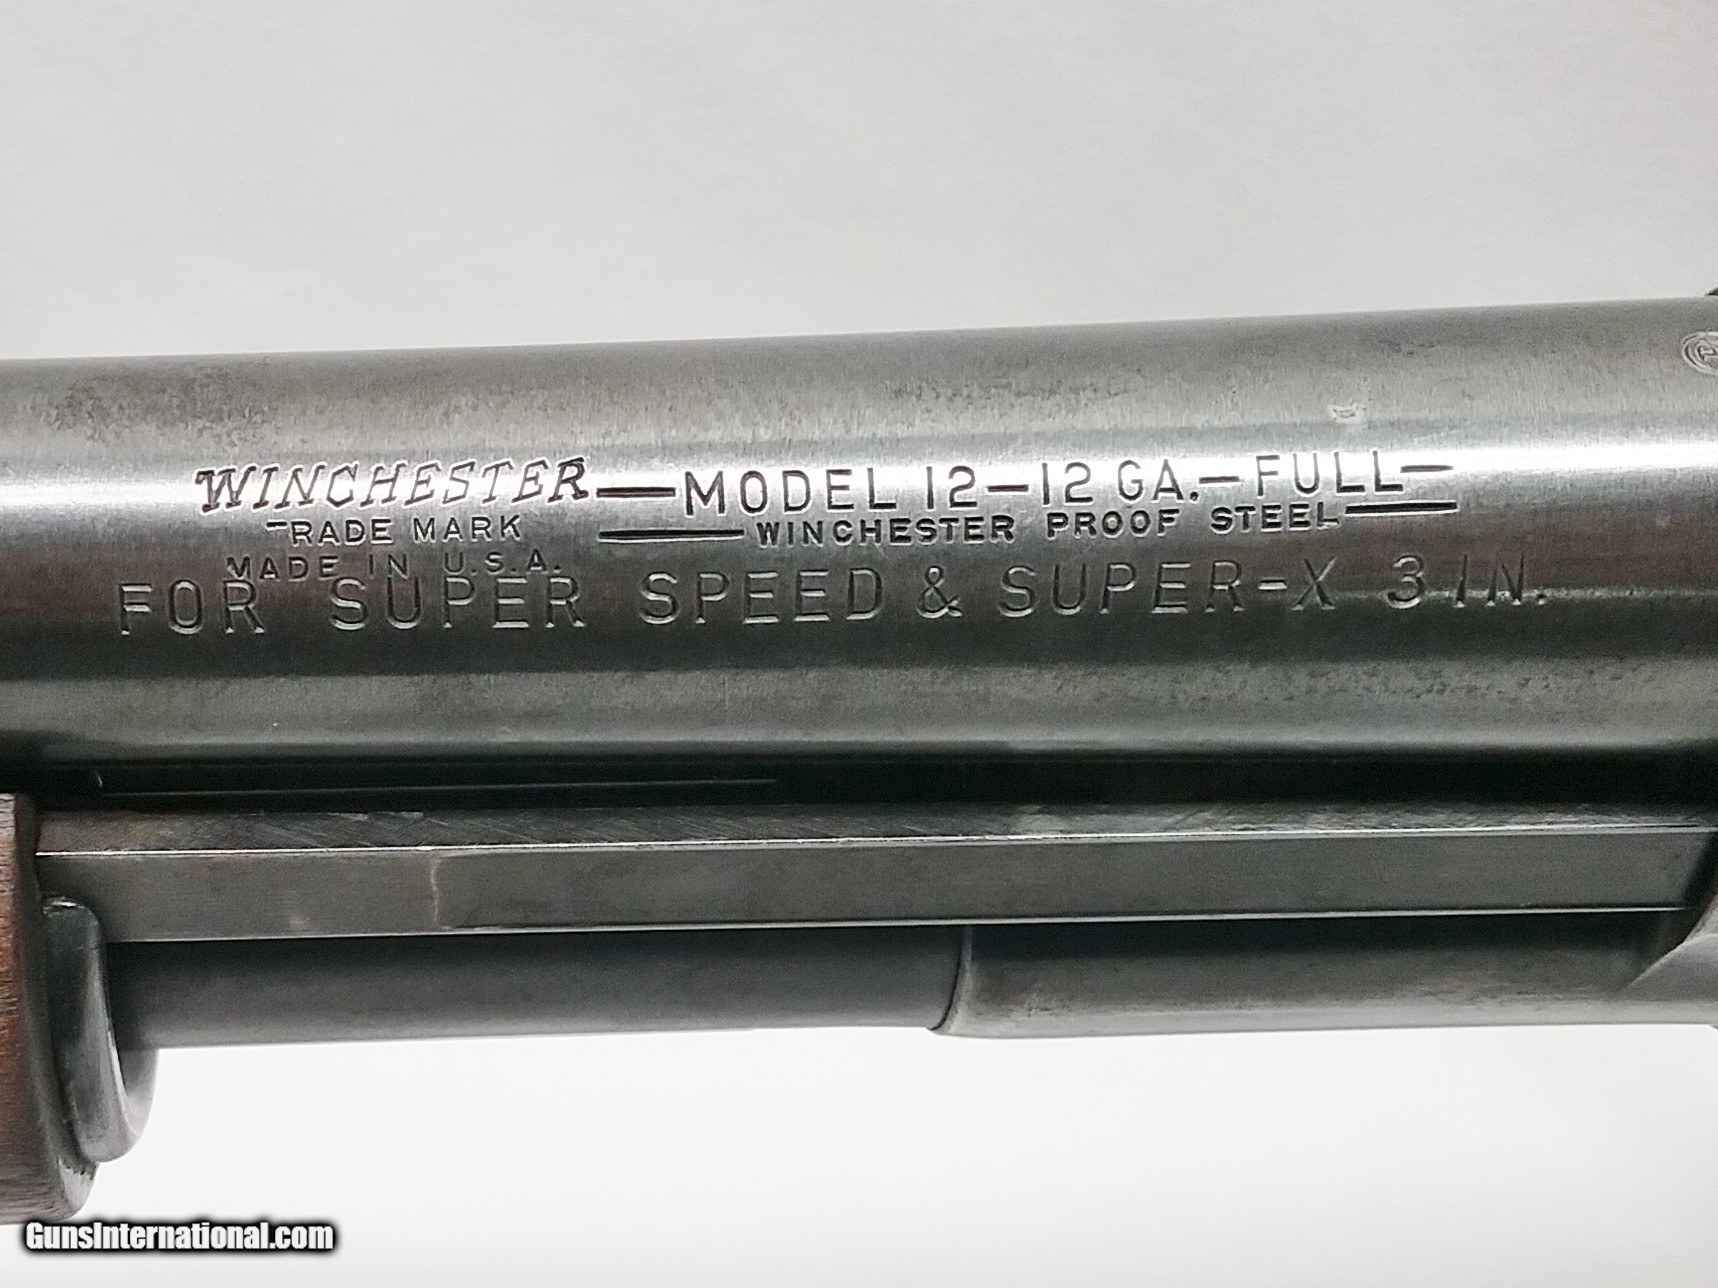 WINCHESTER—MODEL 12—12 GA.—FULL—
TRADE MARK —WINCHESTER PROOF STEEL—
MADE IN U.S.A.
FOR SUPER SPEED & SUPER-X 3 IN.
GunsInternational.com